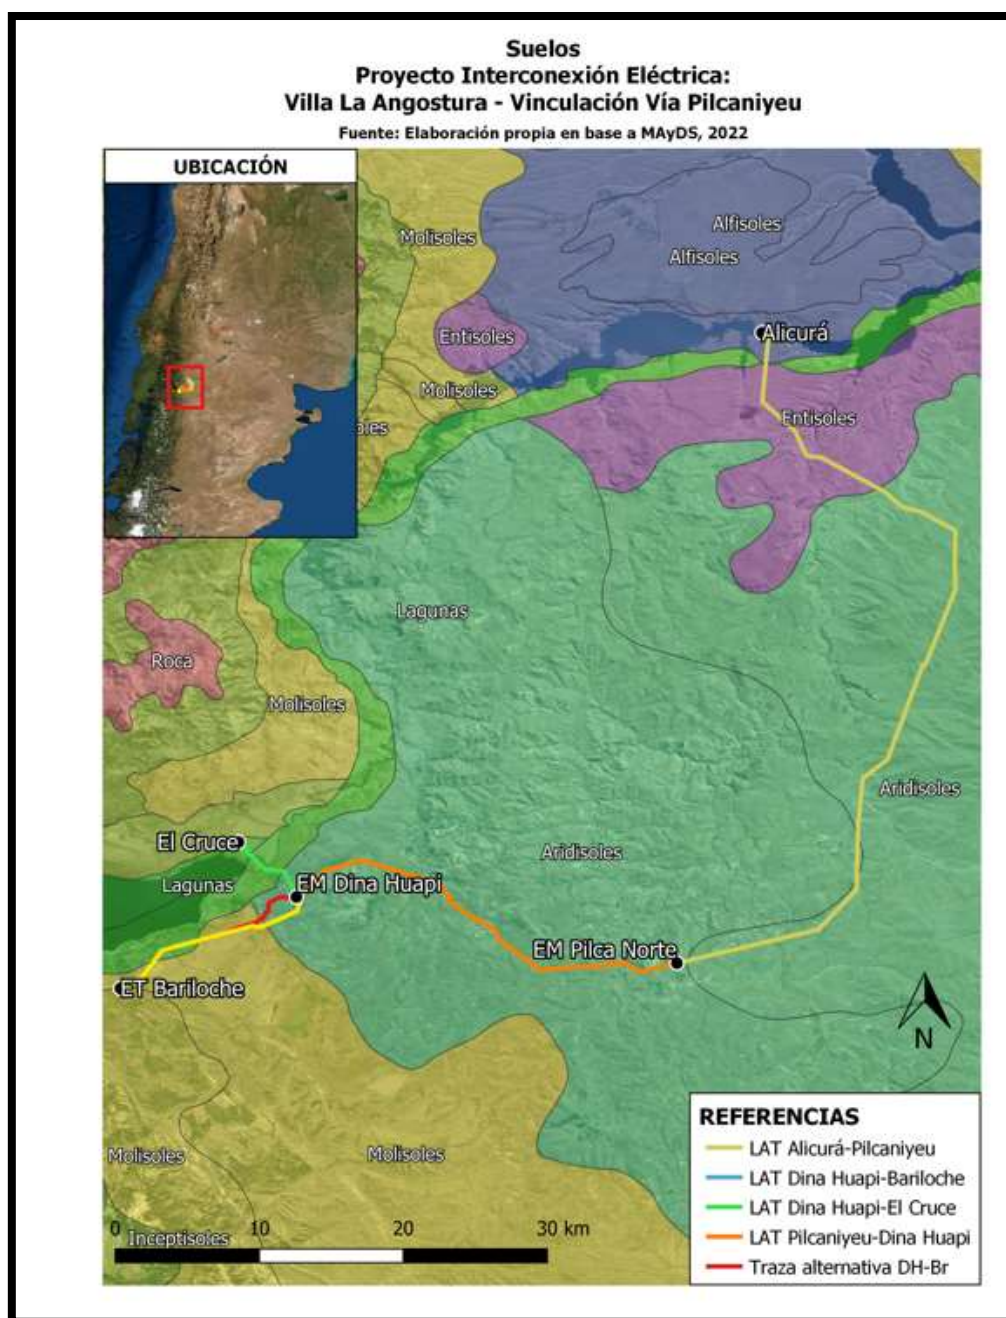 Suelos
Proyecto Interconexión Eléctrica:
Villa La Angostura - Vinculación Vía Pilcaniyeu
Fuente: Elaboración propia en base a MAyDS, 2022
UBICACIÓN
Alfisoles
Molisoles
Alfisoles
Alicurá
Entisoles
Molisoles
Entisoles
Lagunas
Roca
Molisoles
Aridisoles
El Cruce
Aridisoles
Lagunas
EM Dina Huapi
EM Pilca Norte
ET Bariloche
N
Molisoles
Molisoles
Inceptisoles
0 10 20 30 km
REFERENCIAS
LAT Alicurá-Pilcaniyeu
LAT Dina Huapi-Bariloche
LAT Dina Huapi-El Cruce
LAT Pilcaniyeu-Dina Huapi
Traza alternativa DH-Br